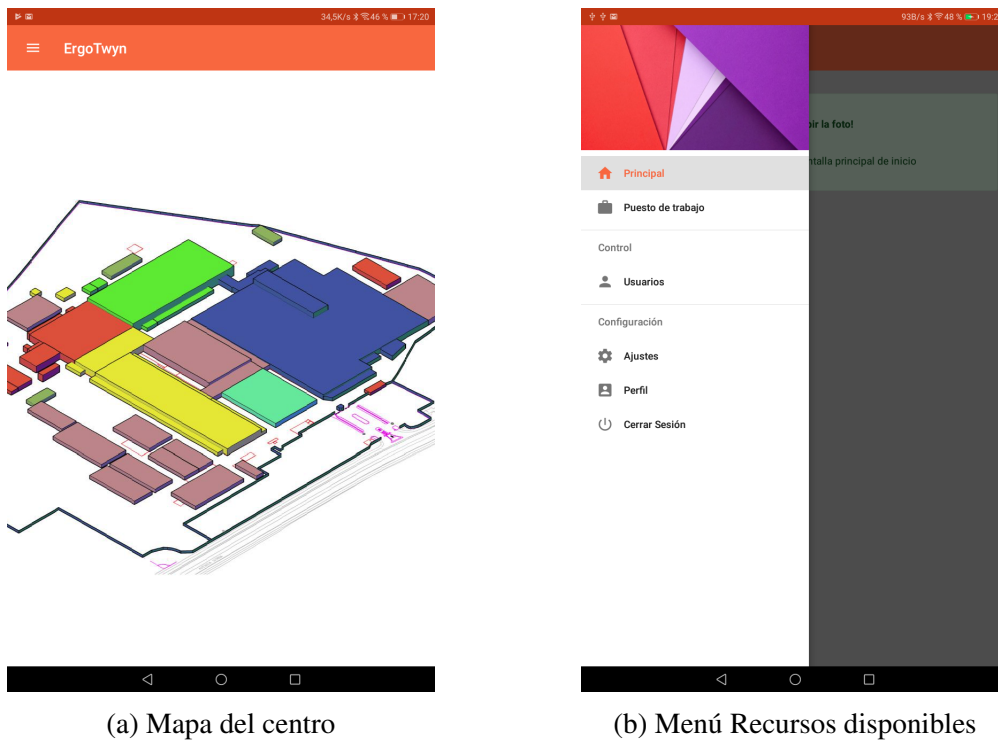 34,5K/s 46 % 17:20
ErgoTwyn
(a) Mapa del centro
93B/s 48 % 19:2
ir la foto!
ntalla principal de inicio
Principal
Puesto de trabajo
Control
Usuarios
Configuración
Ajustes
Perfil
Cerrar Sesión
(b) Menú Recursos disponibles